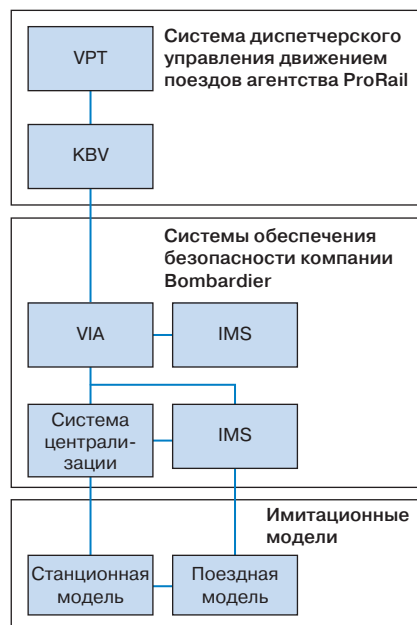 Система диспетчерского
управления движением
поездов агентства ProRail
VPT
KBV
Системы обеспечения
безопасности компании
Bombardier
VIA
IMS
Система
централи-
зации
IMS
Имитационные
модели
Станционная
модель
Поездная
модель